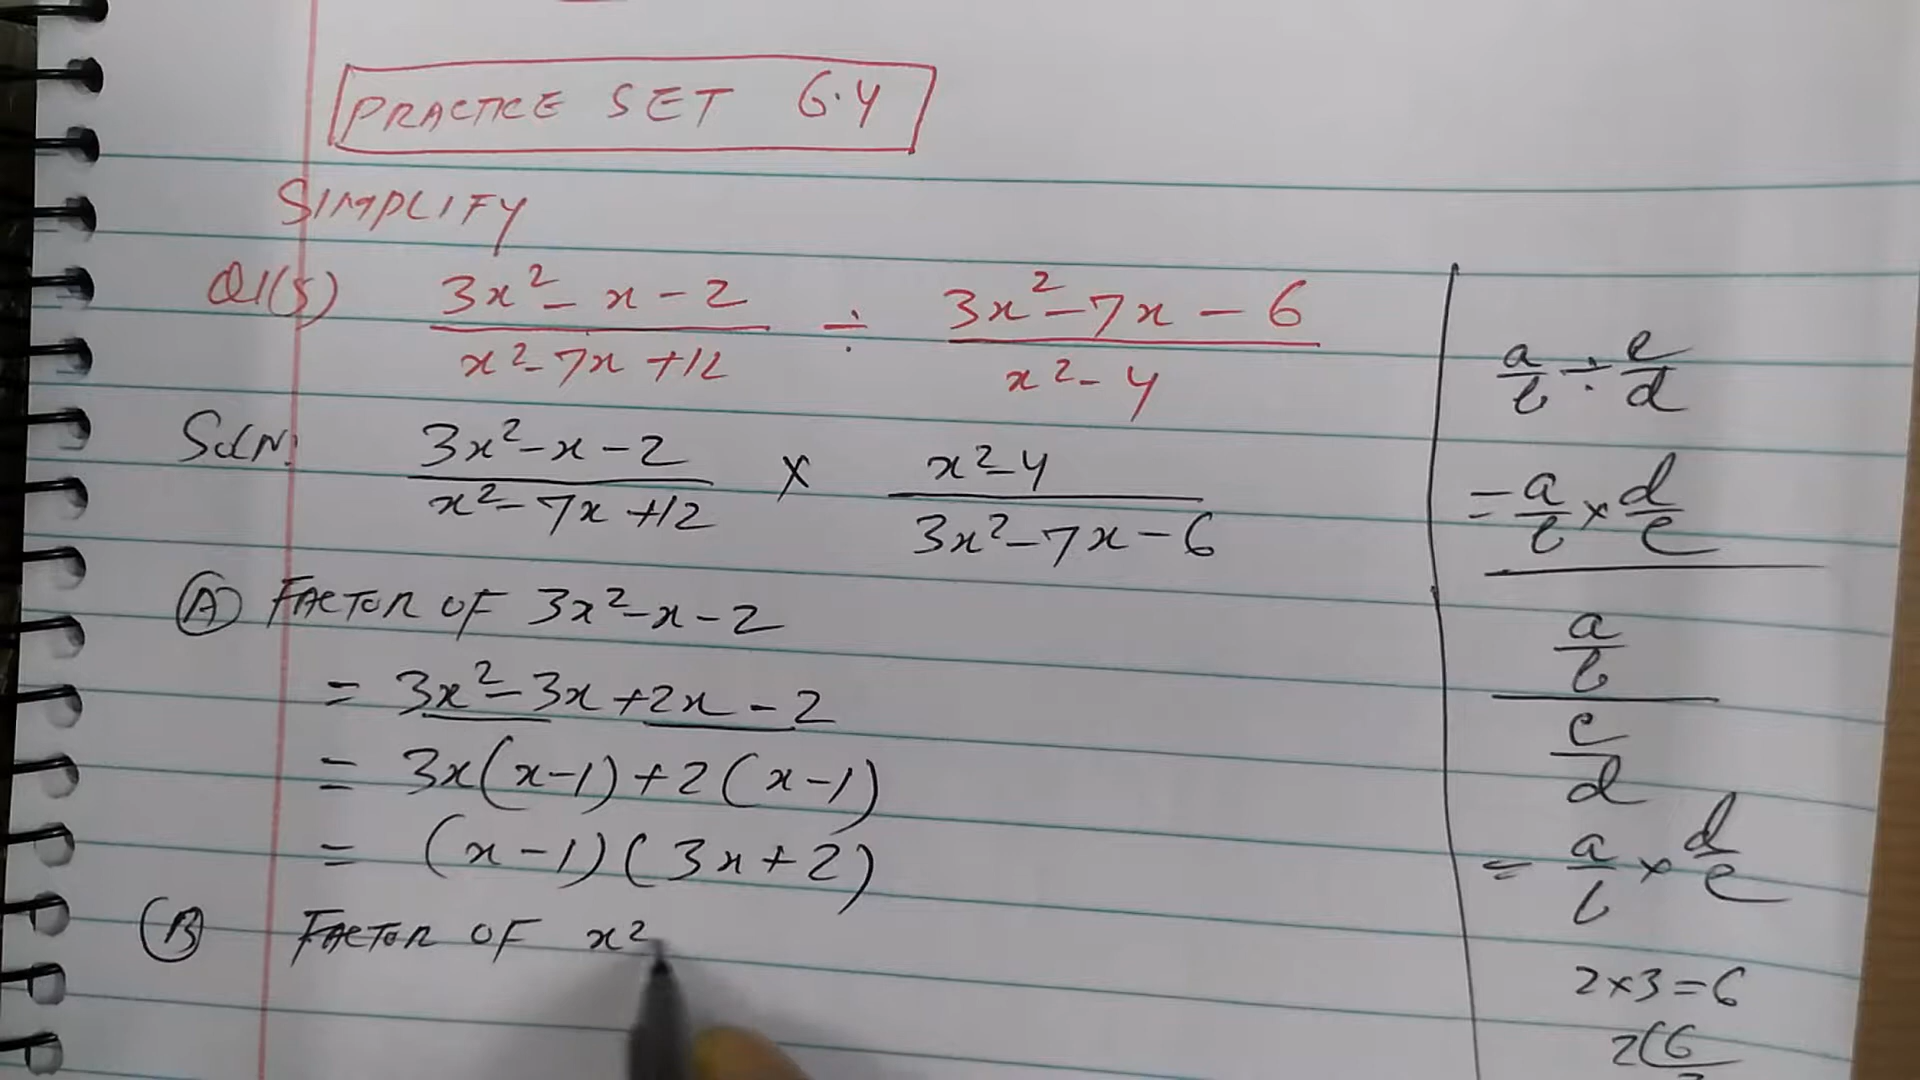 PRACTICE SET 6.4
SIMPLIFY
Q1(5) 3x² - x - 2 / x² - 7x + 12 ÷ 3x² - 7x - 6 / x² - 4
Soln. 3x² - x - 2 / x² - 7x + 12 × x² - 4 / 3x² - 7x - 6
(A) FACTOR OF 3x² - x - 2
= 3x² - 3x + 2x - 2
= 3x(x-1) + 2(x-1)
= (x-1)(3x+2)
(B) FACTOR OF x²
a/b ÷ c/d
= a/b × d/c
a/b
c/d
= a/b × d/c
2×3=6
2(6